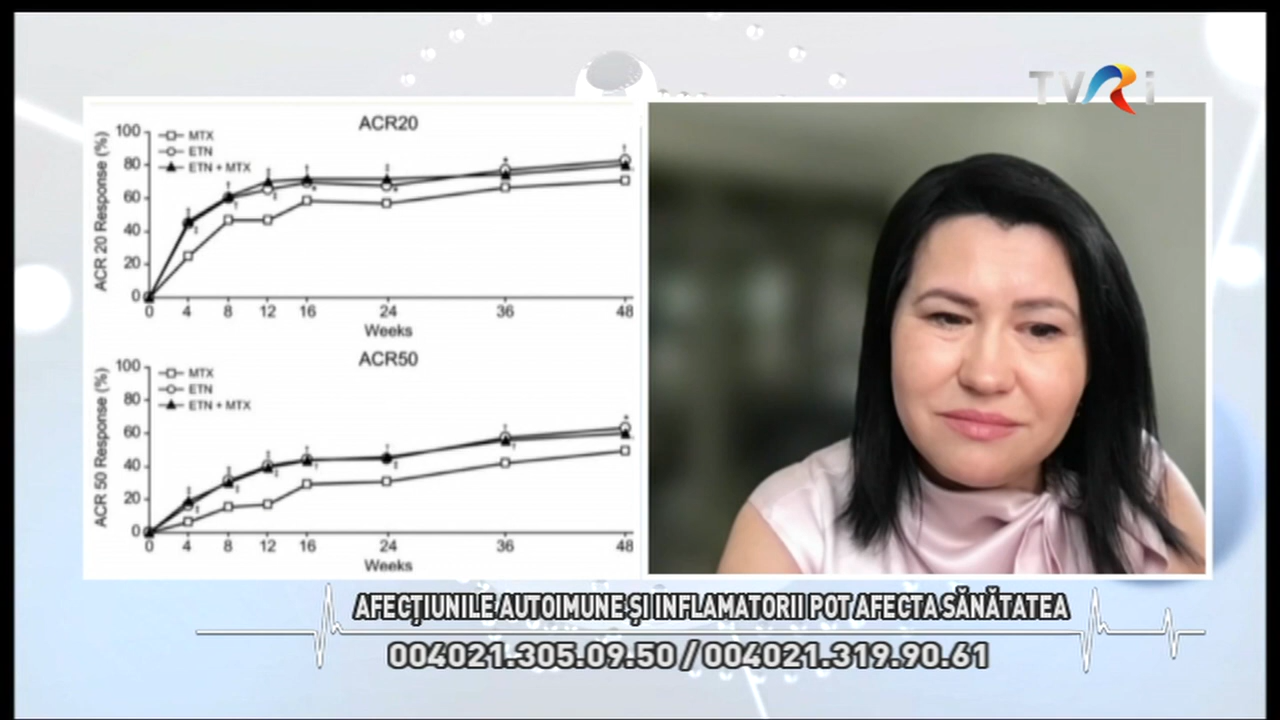 TVRi
ACR20
ACR 20 Response (%)
100
80
60
40
20
0
MTX
ETN
ETN + MTX
0 4 8 12 16 24 36 48
Weeks
ACR50
ACR 50 Response (%)
100
80
60
40
20
0
MTX
ETN
ETN + MTX
0 4 8 12 16 24 36 48
Weeks
AFECȚIUNILE AUTOIMUNE ȘI INFLAMATORII POT AFECTA SĂNĂTATEA
004021.305.09.50 / 004021.319.90.61